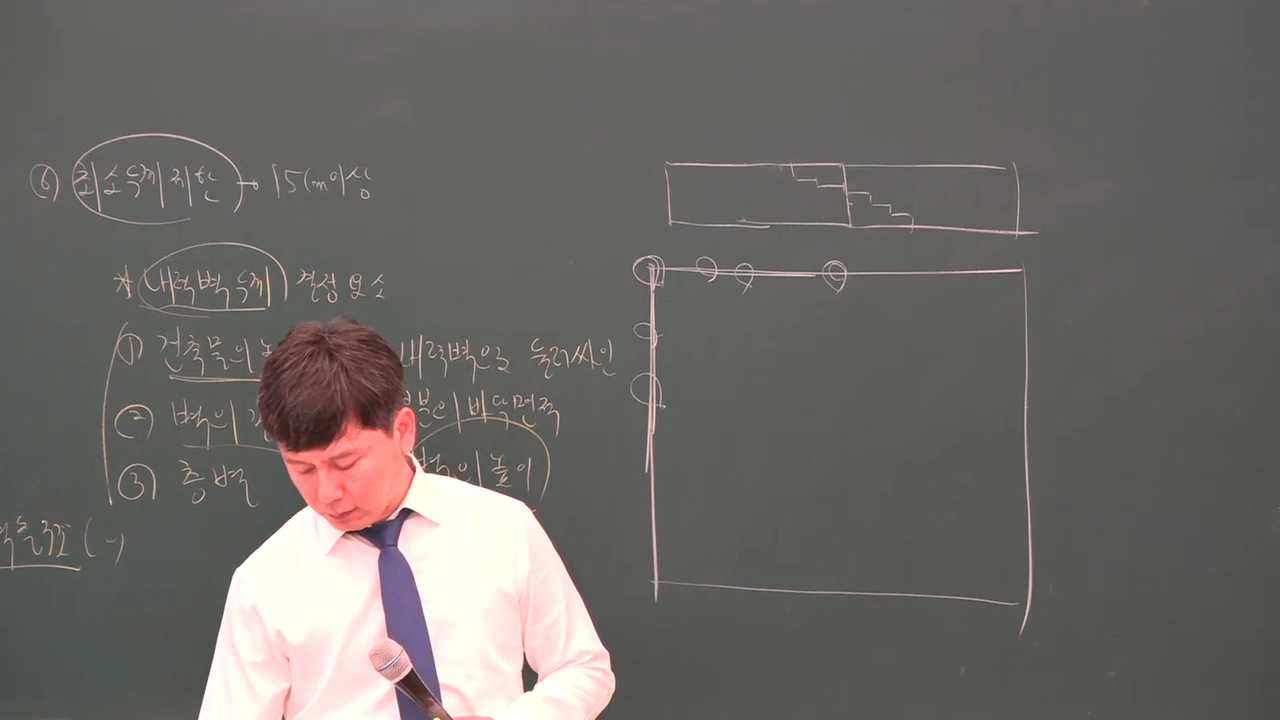 ⑥ 최소두께제한 → 15cm이상
* 내력벽두께 결정요소
① 건축물의 내력벽으로 둘러싸인
② 벽의 부분의 바닥면적
③ 층 벽 벽의 높이
(-)